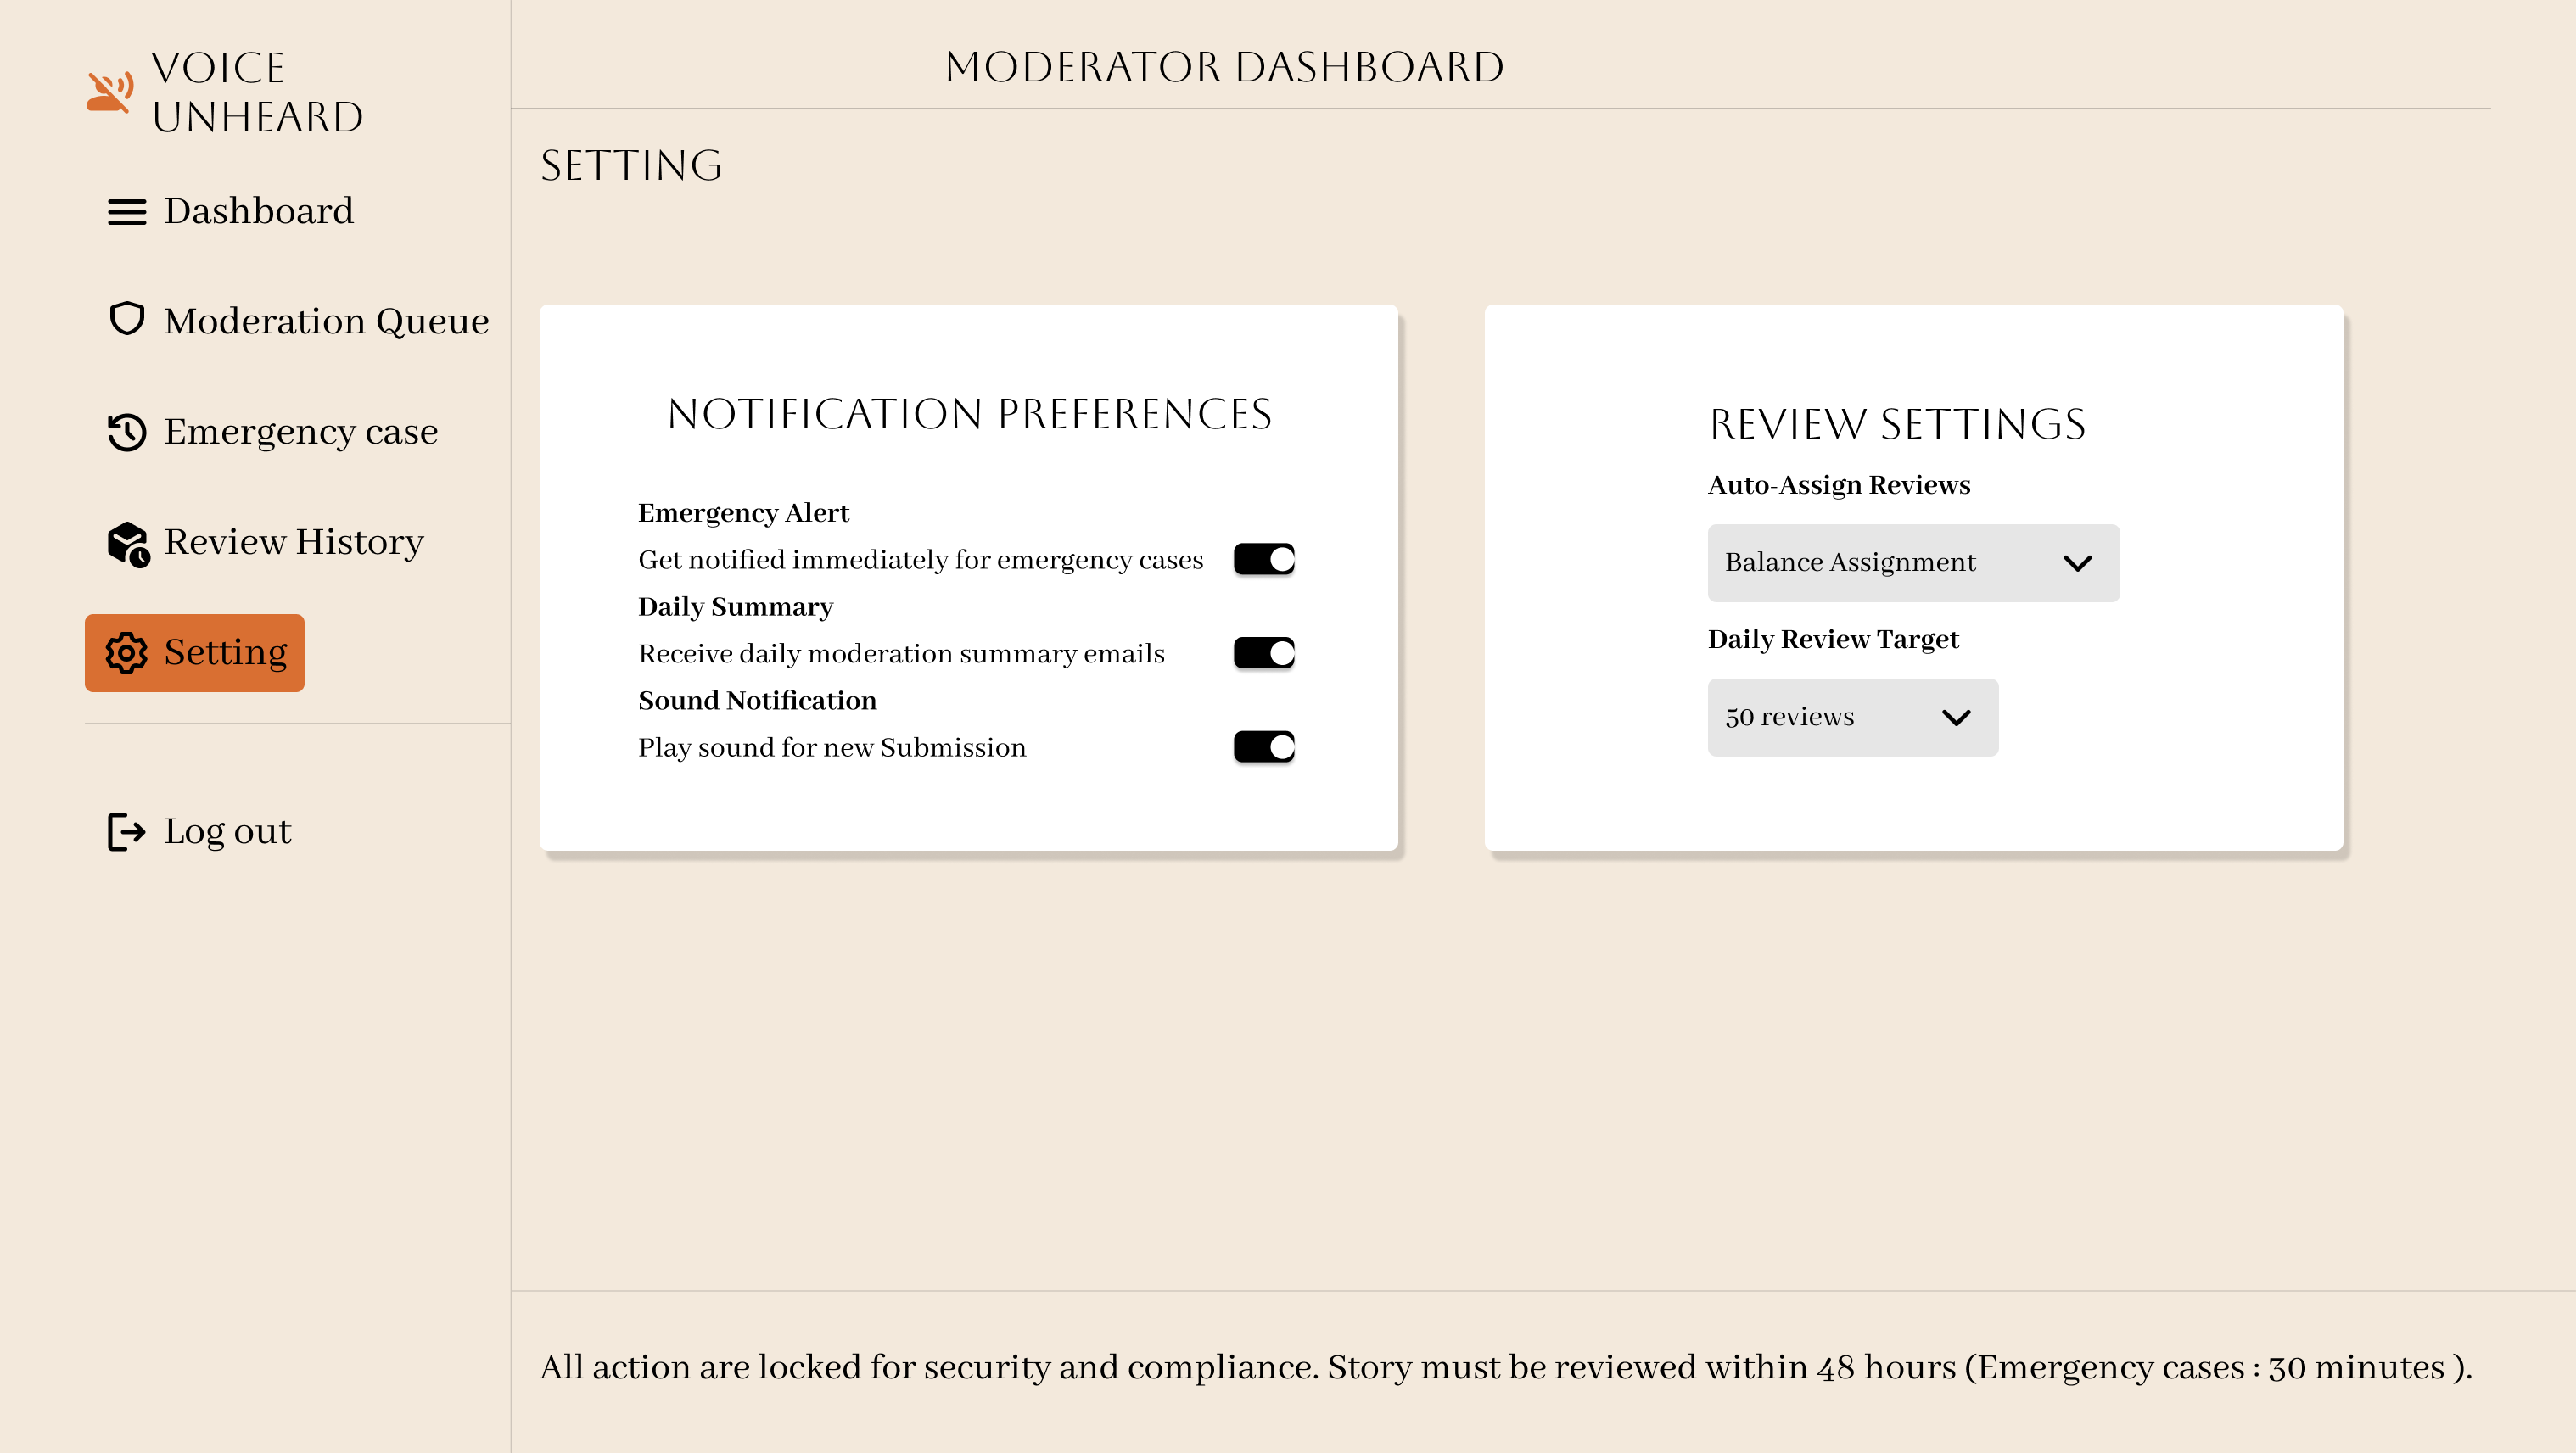 VOICE
UNHEARD
Dashboard
Moderation Queue
Emergency case
Review History
Setting
Log out
MODERATOR DASHBOARD
SETTING
NOTIFICATION PREFERENCES
Emergency Alert
Get notified immediately for emergency cases
Daily Summary
Receive daily moderation summary emails
Sound Notification
Play sound for new Submission
REVIEW SETTINGS
Auto-Assign Reviews
Balance Assignment
Daily Review Target
50 reviews
All action are locked for security and compliance. Story must be reviewed within 48 hours (Emergency cases : 30 minutes ).